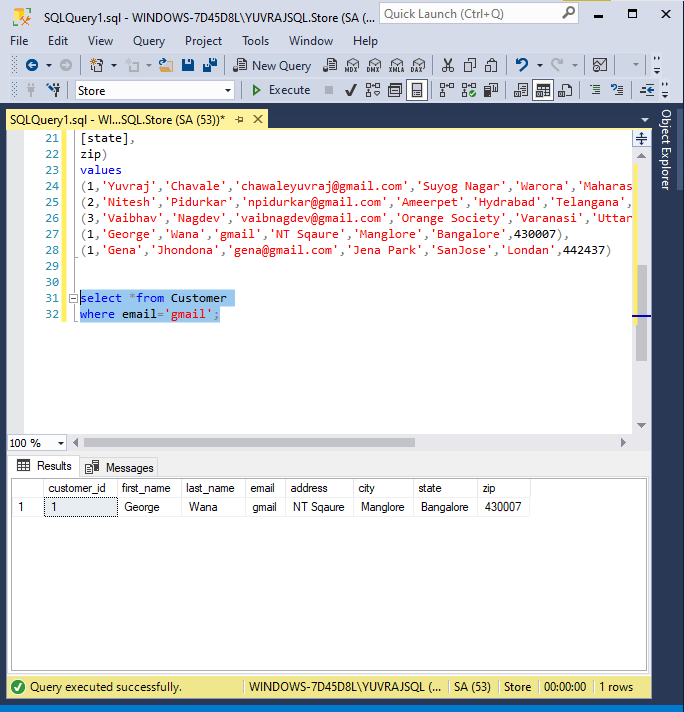 SQLQuery1.sql - WINDOWS-7D45D8L\YUVRAJSQL.Store (SA (...
Quick Launch (Ctrl+Q)
File Edit View Query Project Tools Window Help
New Query MDX DMX XMLA DAX
Store Execute
SQLQuery1.sql - WI...SQL.Store (SA (53))*
Object Explorer
21 [state],
22 zip)
23 values
24 (1,'Yuvraj','Chavale','chawaleyuvraj@gmail.com','Suyog Nagar','Warora','Maharas
25 (2,'Nitesh','Pidurkar','npidurkar@gmail.com','Ameerpet','Hydrabad','Telangana',
26 (3,'Vaibhav','Nagdev','vaibnagdev@gmail.com','Orange Society','Varanasi','Uttar
27 (1,'George','Wana','gmail','NT Sqaure','Manglore','Bangalore',430007),
28 (1,'Gena','Jhondona','gena@gmail.com','Jena Park','SanJose','Londan',442437)
29
30
31 select *from Customer
32 where email='gmail';
100 %
Results Messages
customer_id first_name last_name email address city state zip
1 1 George Wana gmail NT Sqaure Manglore Bangalore 430007
Query executed successfully. WINDOWS-7D45D8L\YUVRAJSQL (... SA (53) Store 00:00:00 1 rows